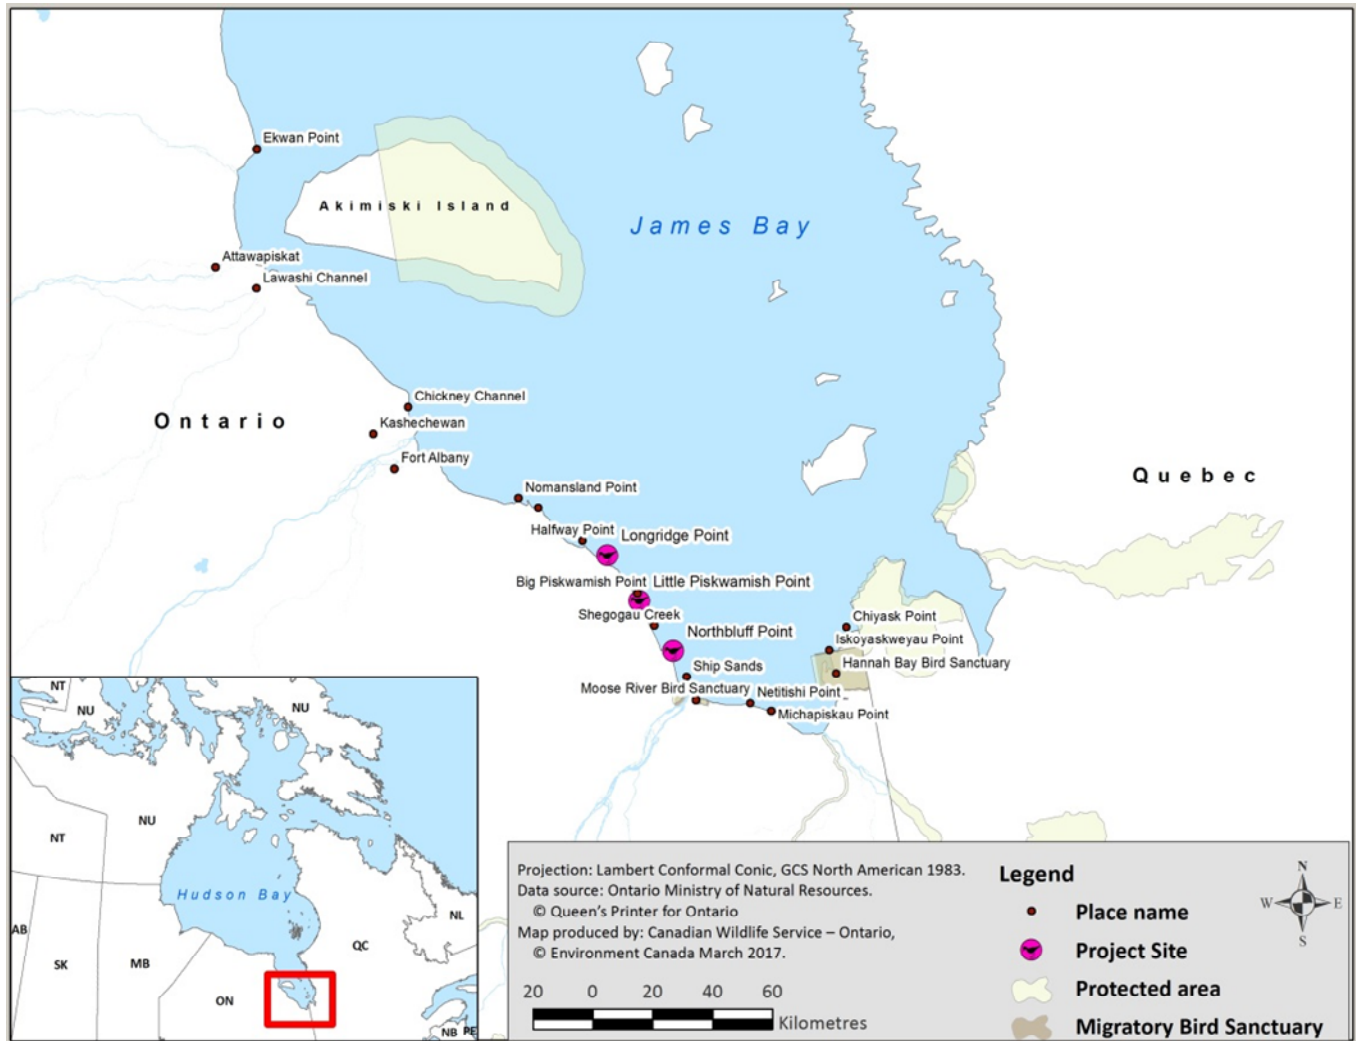 Ekwan Point
Akimiski Island
James Bay
Attawapiskat
Lawashi Channel
Chickney Channel
Ontario
Kashechewan
Fort Albany
Quebec
Nomansland Point
Halfway Point
Longridge Point
Big Piskwamish Point
Little Piskwamish Point
Shegogau Creek
Northbluff Point
Chiyask Point
Iskoyaskweyau Point
Ship Sands
Hannah Bay Bird Sanctuary
Moose River Bird Sanctuary
Netitishi Point
Michapiskau Point
NT
NU
NU
NT
NU
Hudson Bay
AB
SK
MB
ON
QC
NL
NB
PE
Projection: Lambert Conformal Conic, GCS North American 1983.
Data source: Ontario Ministry of Natural Resources.
© Queen's Printer for Ontario
Map produced by: Canadian Wildlife Service – Ontario,
© Environment Canada March 2017.
20 0 20 40 60
Kilometres
Legend
Place name
Project Site
Protected area
Migratory Bird Sanctuary
N
W E
S